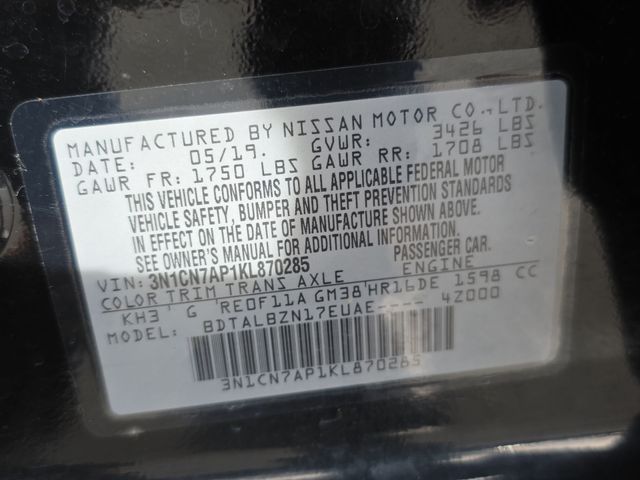 MANUFACTURED BY NISSAN MOTOR CO., LTD.
DATE: 05/19. GVWR: 3426 LBS
GAWR FR: 1750 LBS GAWR RR: 1708 LBS
THIS VEHICLE CONFORMS TO ALL APPLICABLE FEDERAL MOTOR
VEHICLE SAFETY, BUMPER AND THEFT PREVENTION STANDARDS
IN EFFECT ON THE DATE OF MANUFACTURE SHOWN ABOVE.
SEE OWNER'S MANUAL FOR ADDITIONAL INFORMATION.
VIN: 3N1CN7AP1KL870285 PASSENGER CAR.
COLOR TRIM TRANS AXLE ENGINE
KH3 G RE0F11A GM38 HR16DE 1598 CC
MODEL: BDTALBZN17EUAE---- 4Z000
3N1CN7AP1KL870285